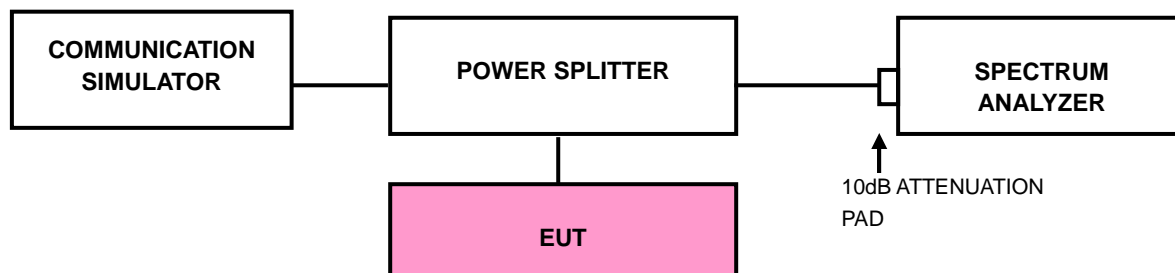 COMMUNICATION
SIMULATOR
POWER SPLITTER
SPECTRUM
ANALYZER
10dB ATTENUATION
PAD
EUT